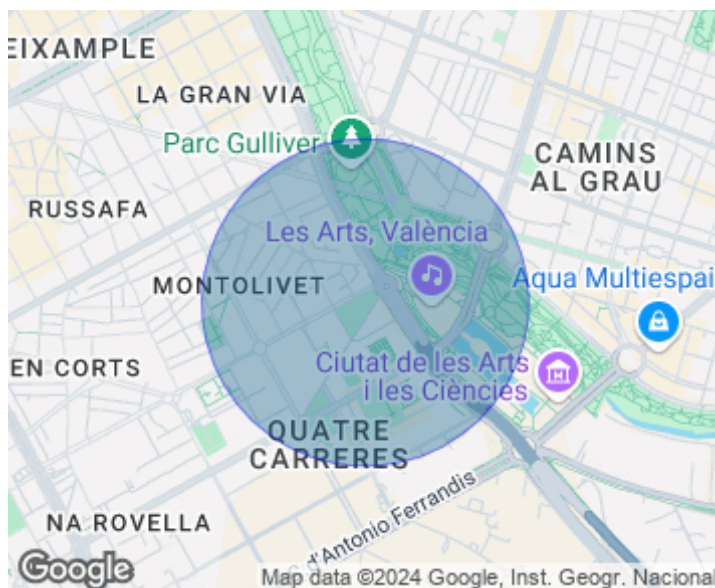 EIXAMPLE
LA GRAN VIA
Parc Gulliver
CAMINS
AL GRAU
RUSSAFA
Les Arts, València
MONTOLIVET
Aqua Multiespai
EN CORTS
Ciutat de les Arts
i les Ciències
QUATRE
CARRERES
NA ROVELLA
C. d'Antonio Ferrandis
Google
Map data ©2024 Google, Inst. Geogr. Nacional